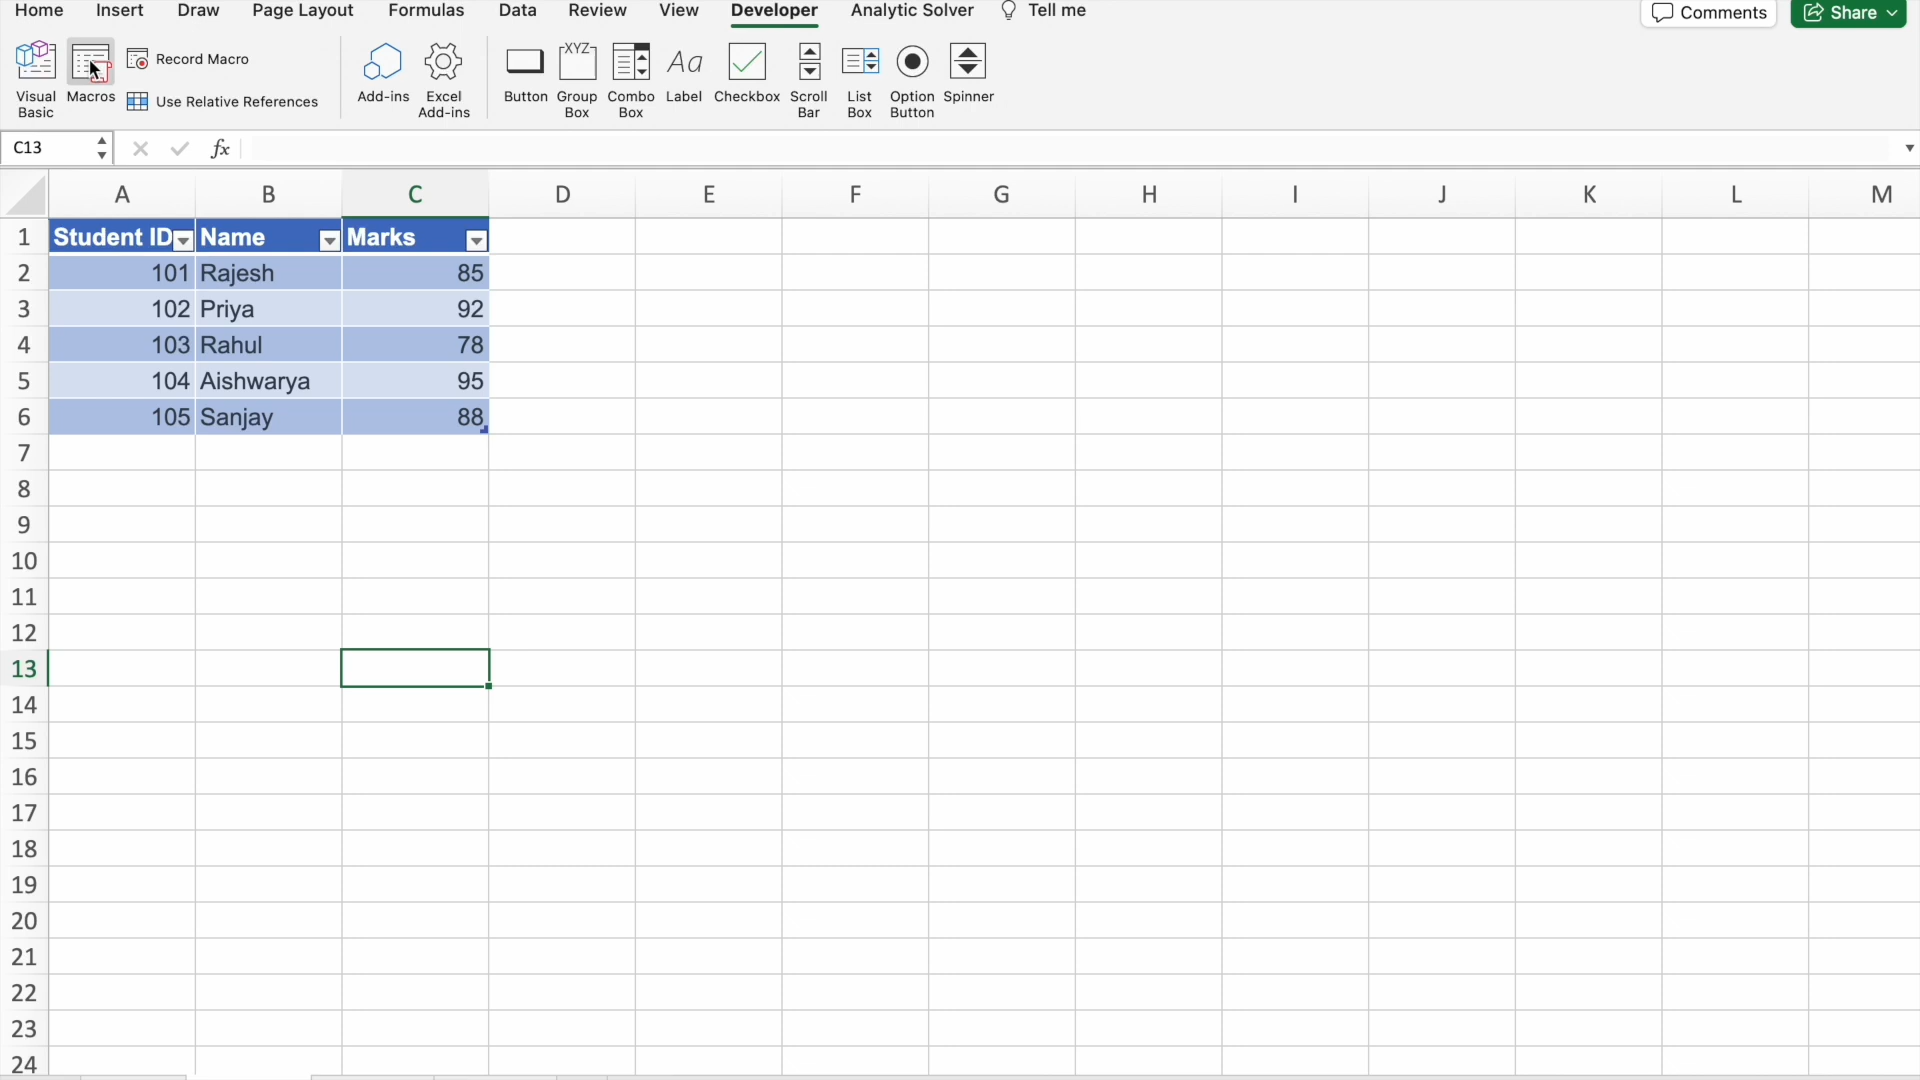 Home Insert Draw Page Layout Formulas Data Review View Developer Analytic Solver Tell me Comments Share
Visual Basic
Macros
Record Macro
Use Relative References
Add-ins
Excel Add-ins
Button
XYZ
Group Box
Combo Box
Aa
Label
Checkbox
Scroll Bar
List Box
Option Button
Spinner
C13 fx
A B C D E F G H I J K L M
1 Student ID Name Marks
2 101 Rajesh 85
3 102 Priya 92
4 103 Rahul 78
5 104 Aishwarya 95
6 105 Sanjay 88
7
8
9
10
11
12
13
14
15
16
17
18
19
20
21
22
23
24